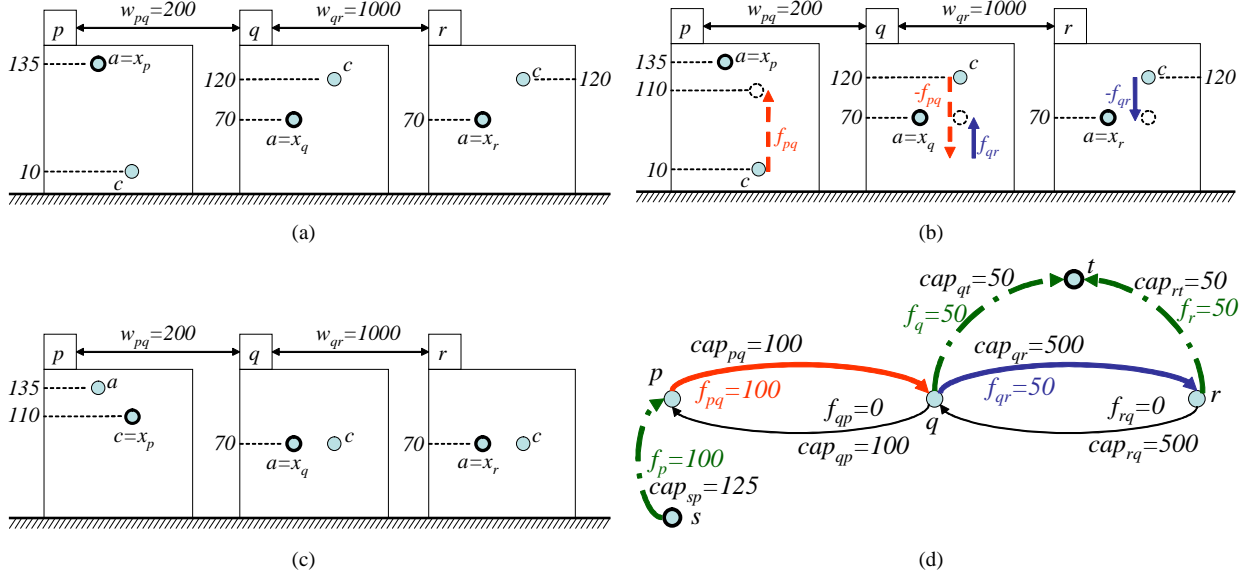 w_pq=200 w_qr=1000
p q r
135 a=x_p
120 c c 120
70 70
a=x_q a=x_r
10
c
(a)
w_pq=200 w_qr=1000
p q r
135 a=x_p
110 120 c c 120
-f_pq -f_qr
70 70
f_pq a=x_q f_qr a=x_r
10
c
(b)
w_pq=200 w_qr=1000
p q r
135 a
110
c=x_p
70 c 70 c
a=x_q a=x_r
(c)
t
cap_qt=50 cap_rt=50
f_q=50 f_r=50
cap_pq=100 cap_qr=500
p
f_pq=100 f_qr=50
f_qp=0 f_rq=0 r
q
cap_qp=100 cap_rq=500
f_p=100
cap_sp=125
s
(d)